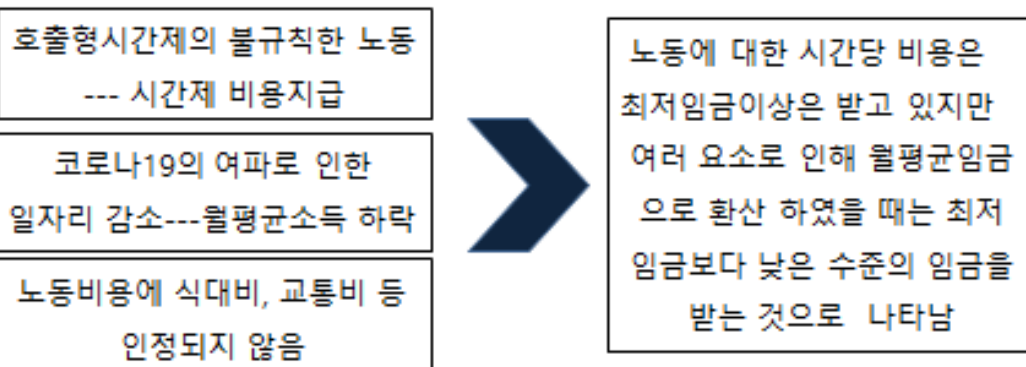 호출형시간제의 불규칙한 노동
--- 시간제 비용지급
코로나19의 여파로 인한
일자리 감소---월평균소득 하락
노동비용에 식대비, 교통비 등
인정되지 않음
노동에 대한 시간당 비용은
최저임금이상은 받고 있지만
여러 요소로 인해 월평균임금
으로 환산 하였을 때는 최저
임금보다 낮은 수준의 임금을
받는 것으로 나타남